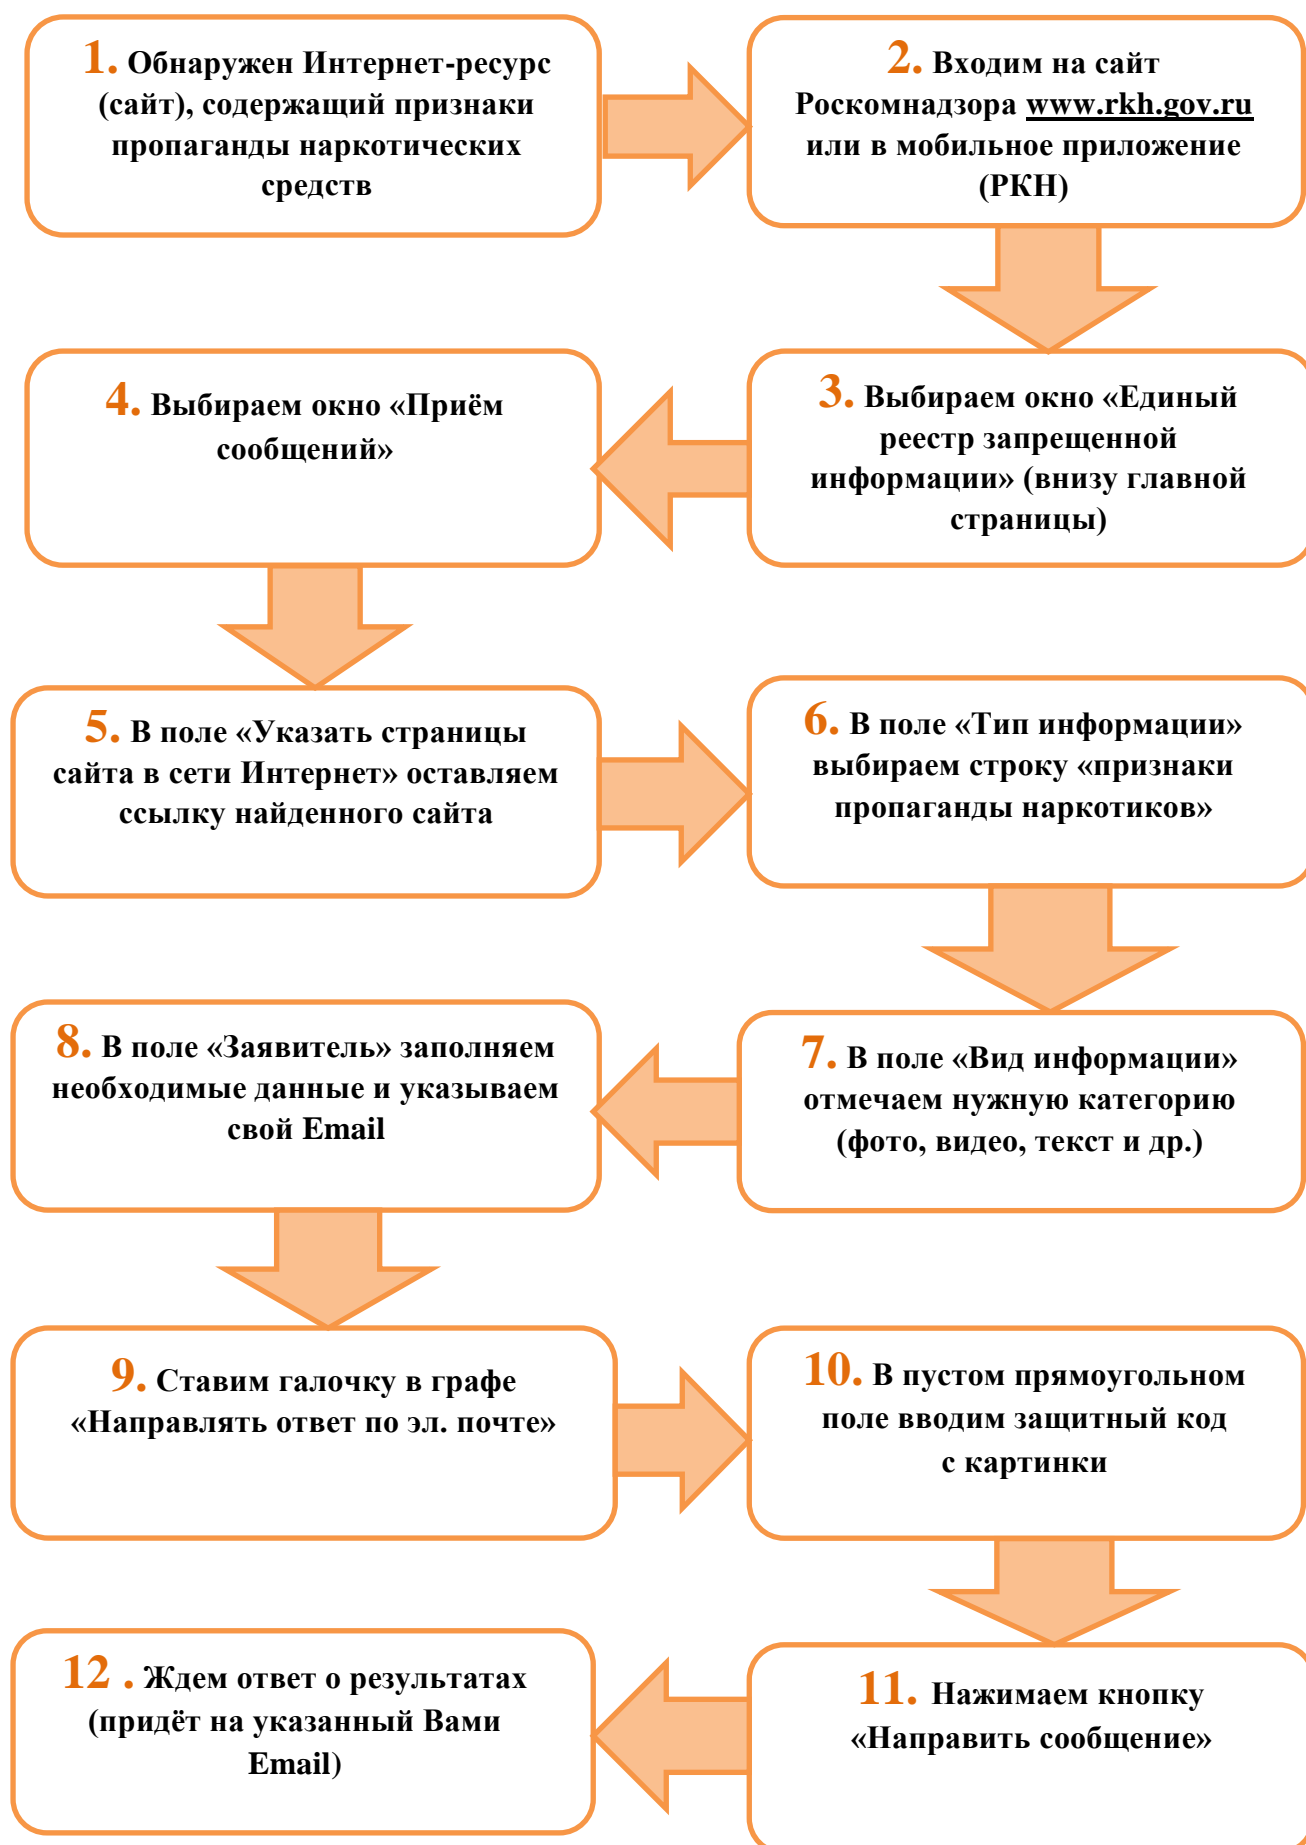 1. Обнаружен Интернет-ресурс
(сайт), содержащий признаки
пропаганды наркотических
средств
2. Входим на сайт
Роскомнадзора www.rkh.gov.ru
или в мобильное приложение
(РКН)
3. Выбираем окно «Единый
реестр запрещенной
информации» (внизу главной
страницы)
4. Выбираем окно «Приём
сообщений»
5. В поле «Указать страницы
сайта в сети Интернет» оставляем
ссылку найденного сайта
6. В поле «Тип информации»
выбираем строку «признаки
пропаганды наркотиков»
7. В поле «Вид информации»
отмечаем нужную категорию
(фото, видео, текст и др.)
8. В поле «Заявитель» заполняем
необходимые данные и указываем
свой Email
9. Ставим галочку в графе
«Направлять ответ по эл. почте»
10. В пустом прямоугольном
поле вводим защитный код
с картинки
11. Нажимаем кнопку
«Направить сообщение»
12 . Ждем ответ о результатах
(придёт на указанный Вами
Email)